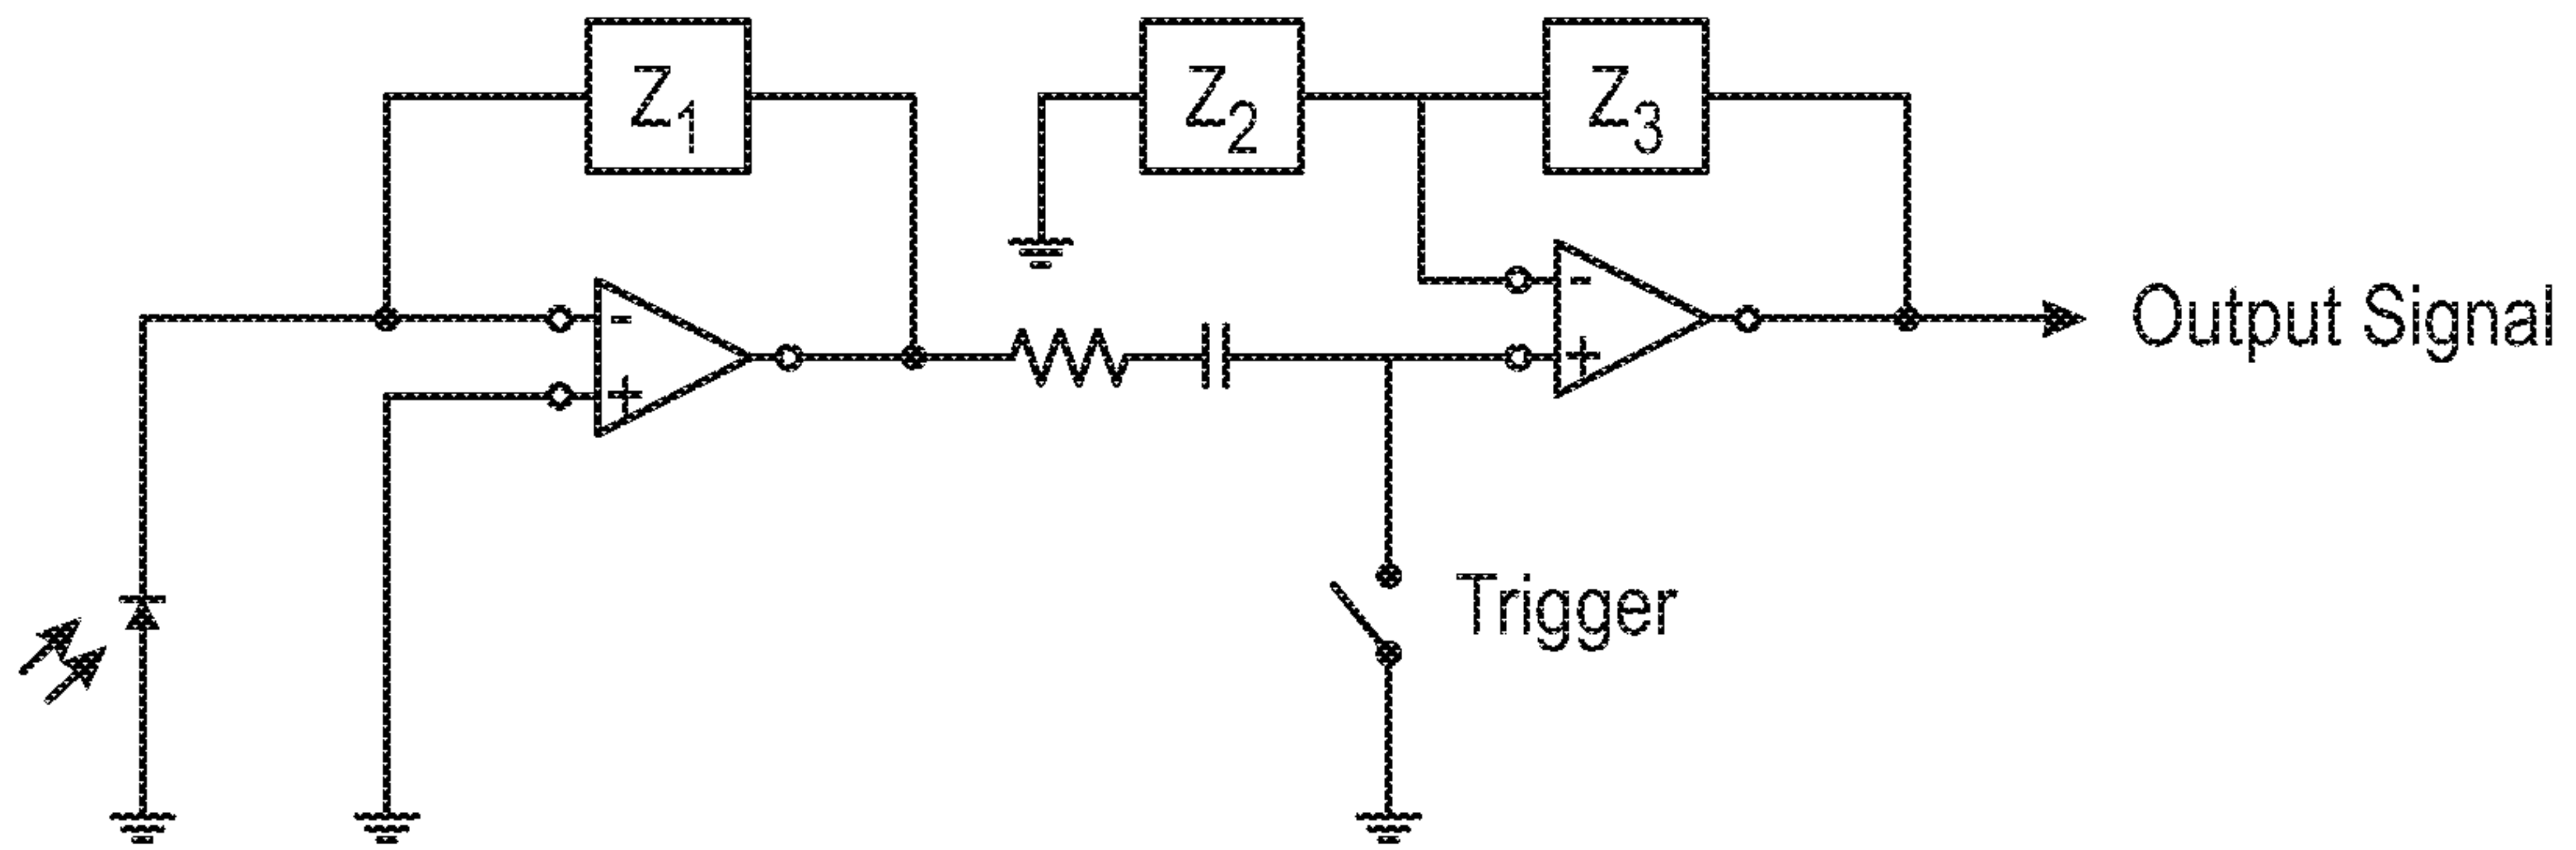 Z1
Z2
Z3
-
+
-
+
Output Signal
Trigger